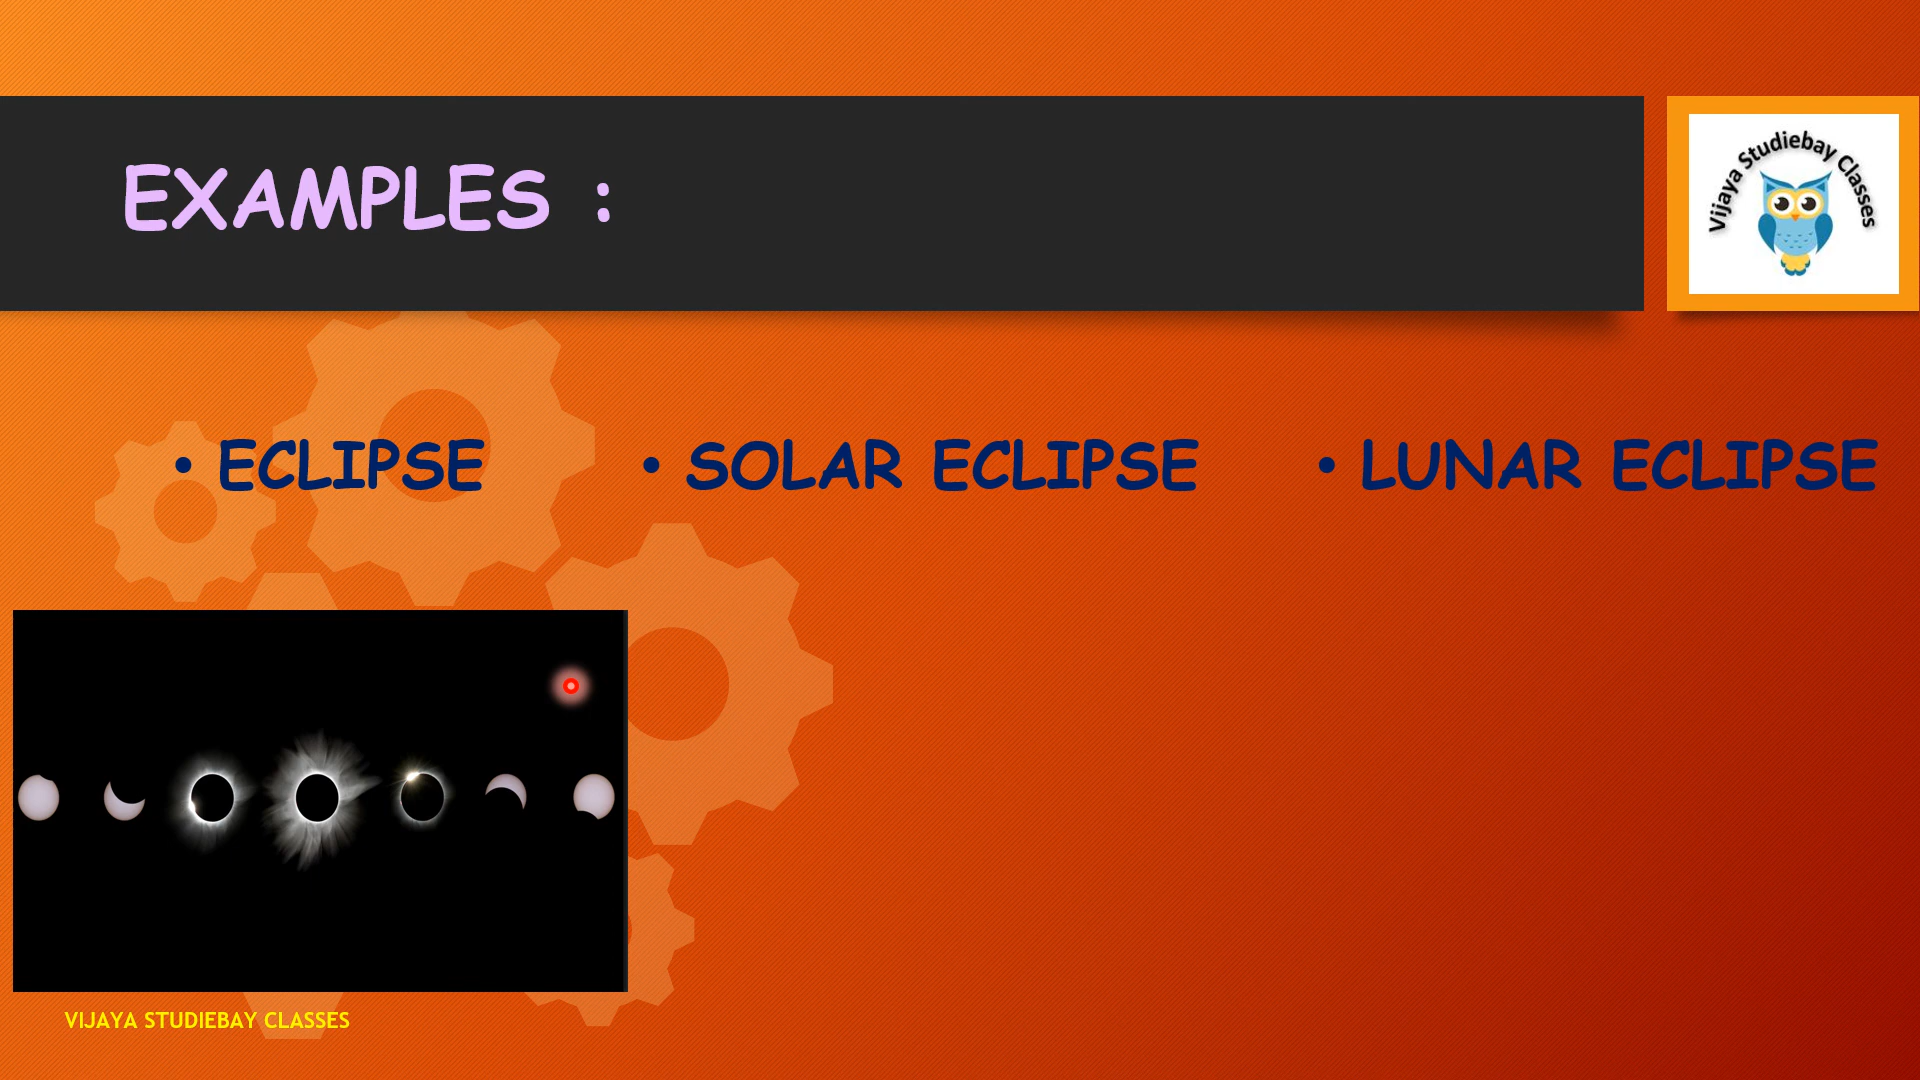 EXAMPLES :
Vijaya Studiebay Classes
• ECLIPSE
• SOLAR ECLIPSE
• LUNAR ECLIPSE
VIJAYA STUDIEBAY CLASSES